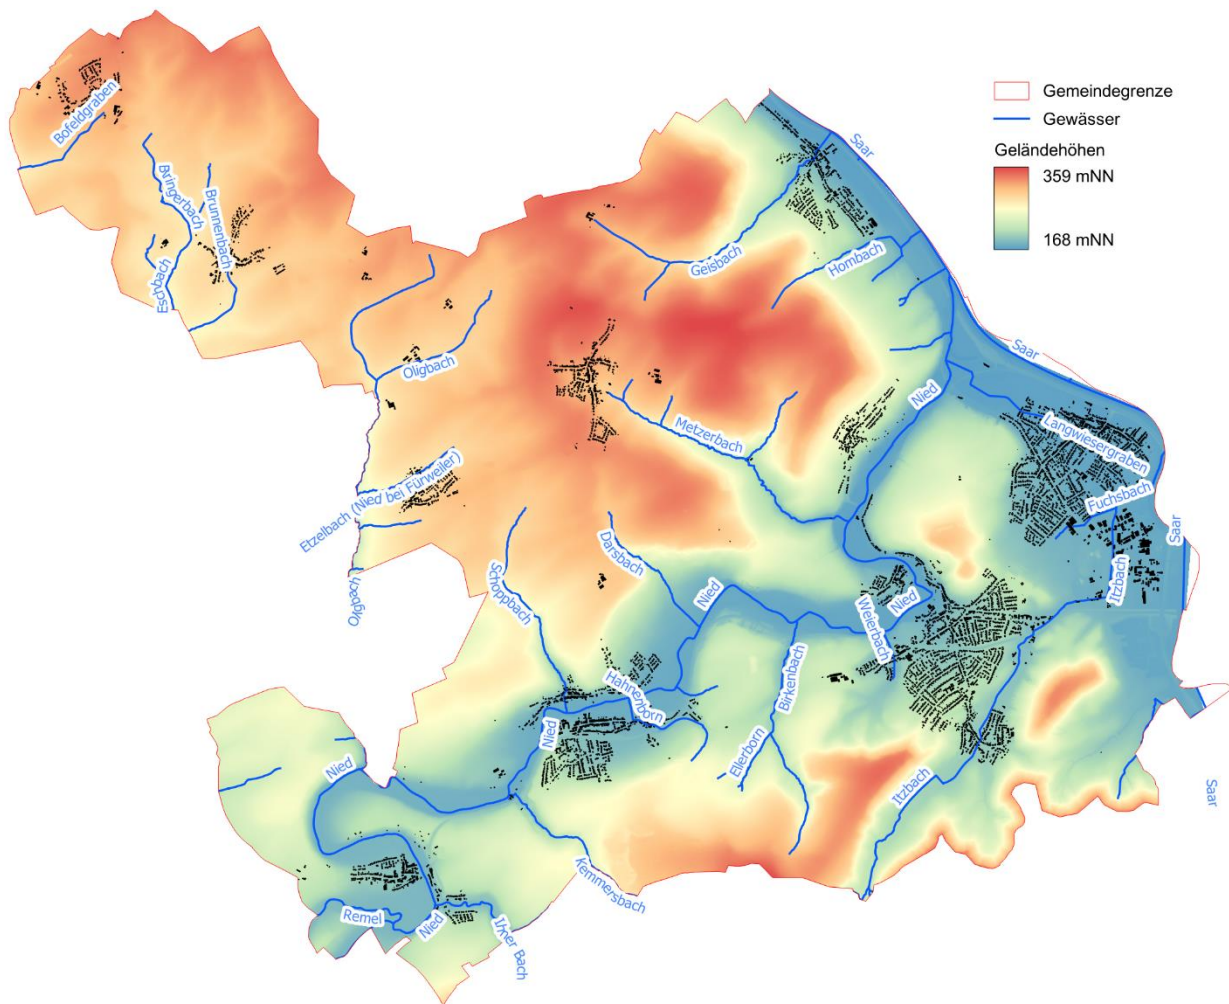 Gemeindegrenze
Gewässer
Geländehöhen
359 mNN
168 mNN
Bofeldgraben
Bringerbach
Brunnenbach
Eschbach
Saar
Geisbach
Hombach
Oligbach
Saar
Nied
Metzerbach
Langwiesergraben
Etzelbach (Nied bei Fürweiler)
Fuchsbach
Saar
Darsbach
Oligbach
Schoppbach
Nied
Nied
Itzbach
Weierbach
Birkenbach
Hahnenborn
Nied
Ellerborn
Nied
Itzbach
Saar
Kemmersbach
Remel
Nied
Ihner Bach